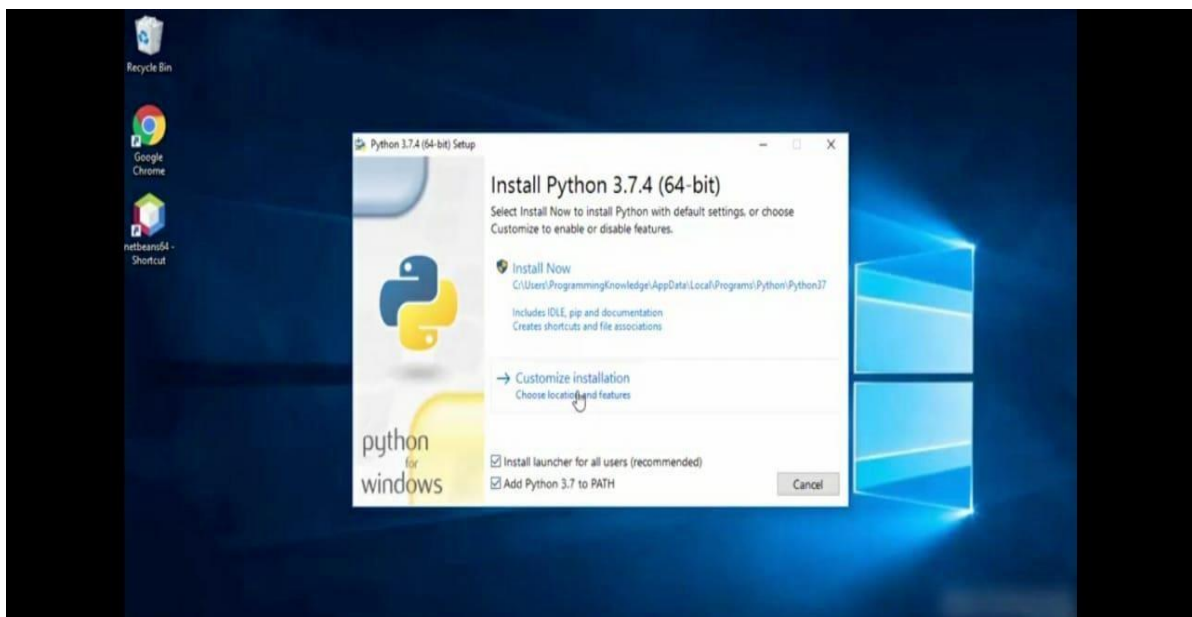 Recycle Bin
Google
Chrome
netbeans64 -
Shortcut
Python 3.7.4 (64-bit) Setup
Install Python 3.7.4 (64-bit)
Select Install Now to install Python with default settings, or choose
Customize to enable or disable features.
Install Now
C:\Users\ProgrammingKnowledge\AppData\Local\Programs\Python\Python37
Includes IDLE, pip and documentation
Creates shortcuts and file associations
Customize installation
Choose location and features
python
for
windows
Install launcher for all users (recommended)
Add Python 3.7 to PATH
Cancel